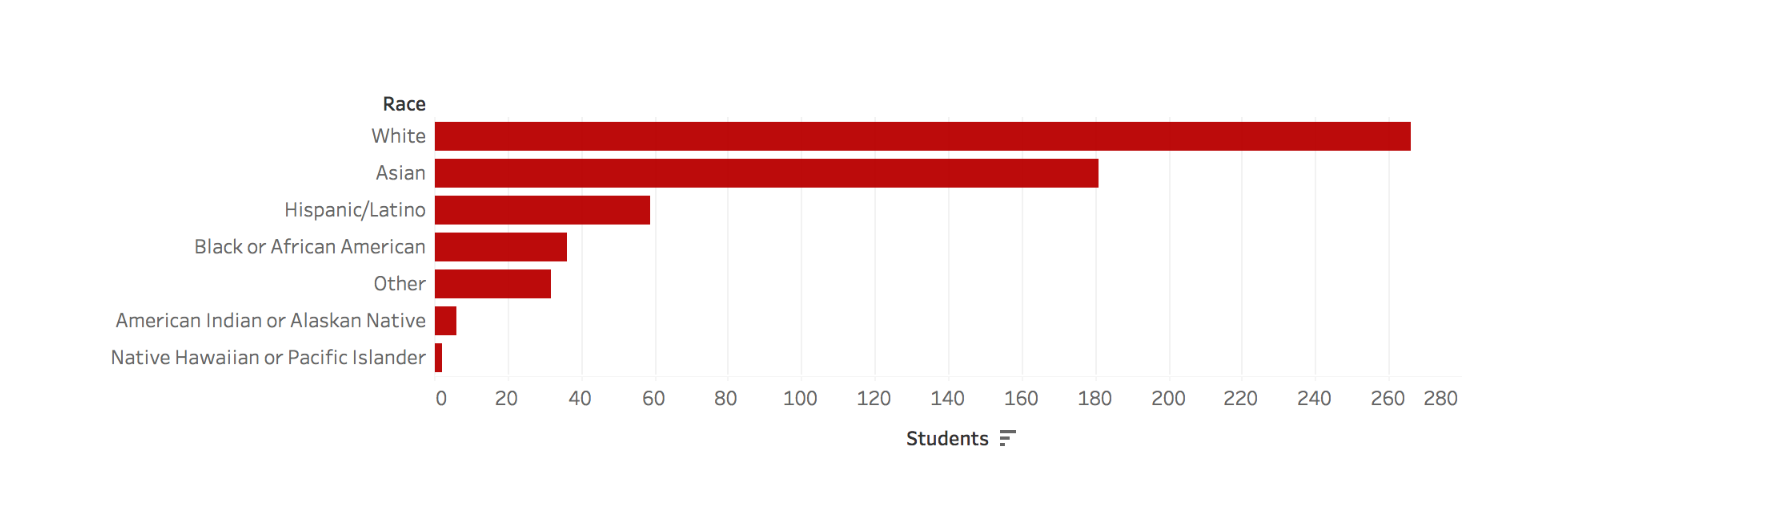 Race
White
Asian
Hispanic/Latino
Black or African American
Other
American Indian or Alaskan Native
Native Hawaiian or Pacific Islander
0 20 40 60 80 100 120 140 160 180 200 220 240 260 280
Students